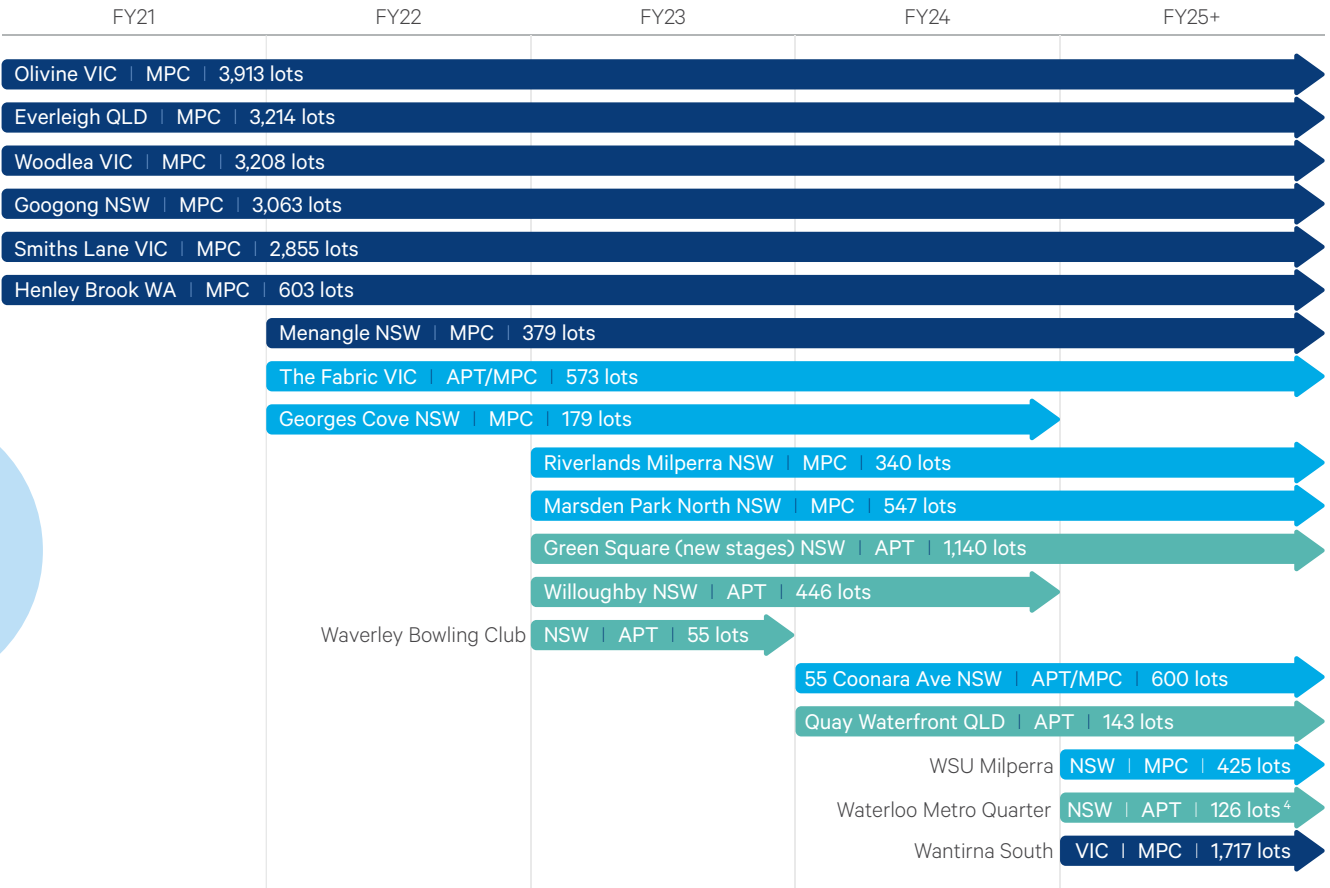 FY21 FY22 FY23 FY24 FY25+
Olivine VIC | MPC | 3,913 lots
Everleigh QLD | MPC | 3,214 lots
Woodlea VIC | MPC | 3,208 lots
Googong NSW | MPC | 3,063 lots
Smiths Lane VIC | MPC | 2,855 lots
Henley Brook WA | MPC | 603 lots
Menangle NSW | MPC | 379 lots
The Fabric VIC | APT/MPC | 573 lots
Georges Cove NSW | MPC | 179 lots
Riverlands Milperra NSW | MPC | 340 lots
Marsden Park North NSW | MPC | 547 lots
Green Square (new stages) NSW | APT | 1,140 lots
Willoughby NSW | APT | 446 lots
Waverley Bowling Club NSW | APT | 55 lots
55 Coonara Ave NSW | APT/MPC | 600 lots
Quay Waterfront QLD | APT | 143 lots
WSU Milperra NSW | MPC | 425 lots
Waterloo Metro Quarter NSW | APT | 126 lots⁴
Wantirna South VIC | MPC | 1,717 lots